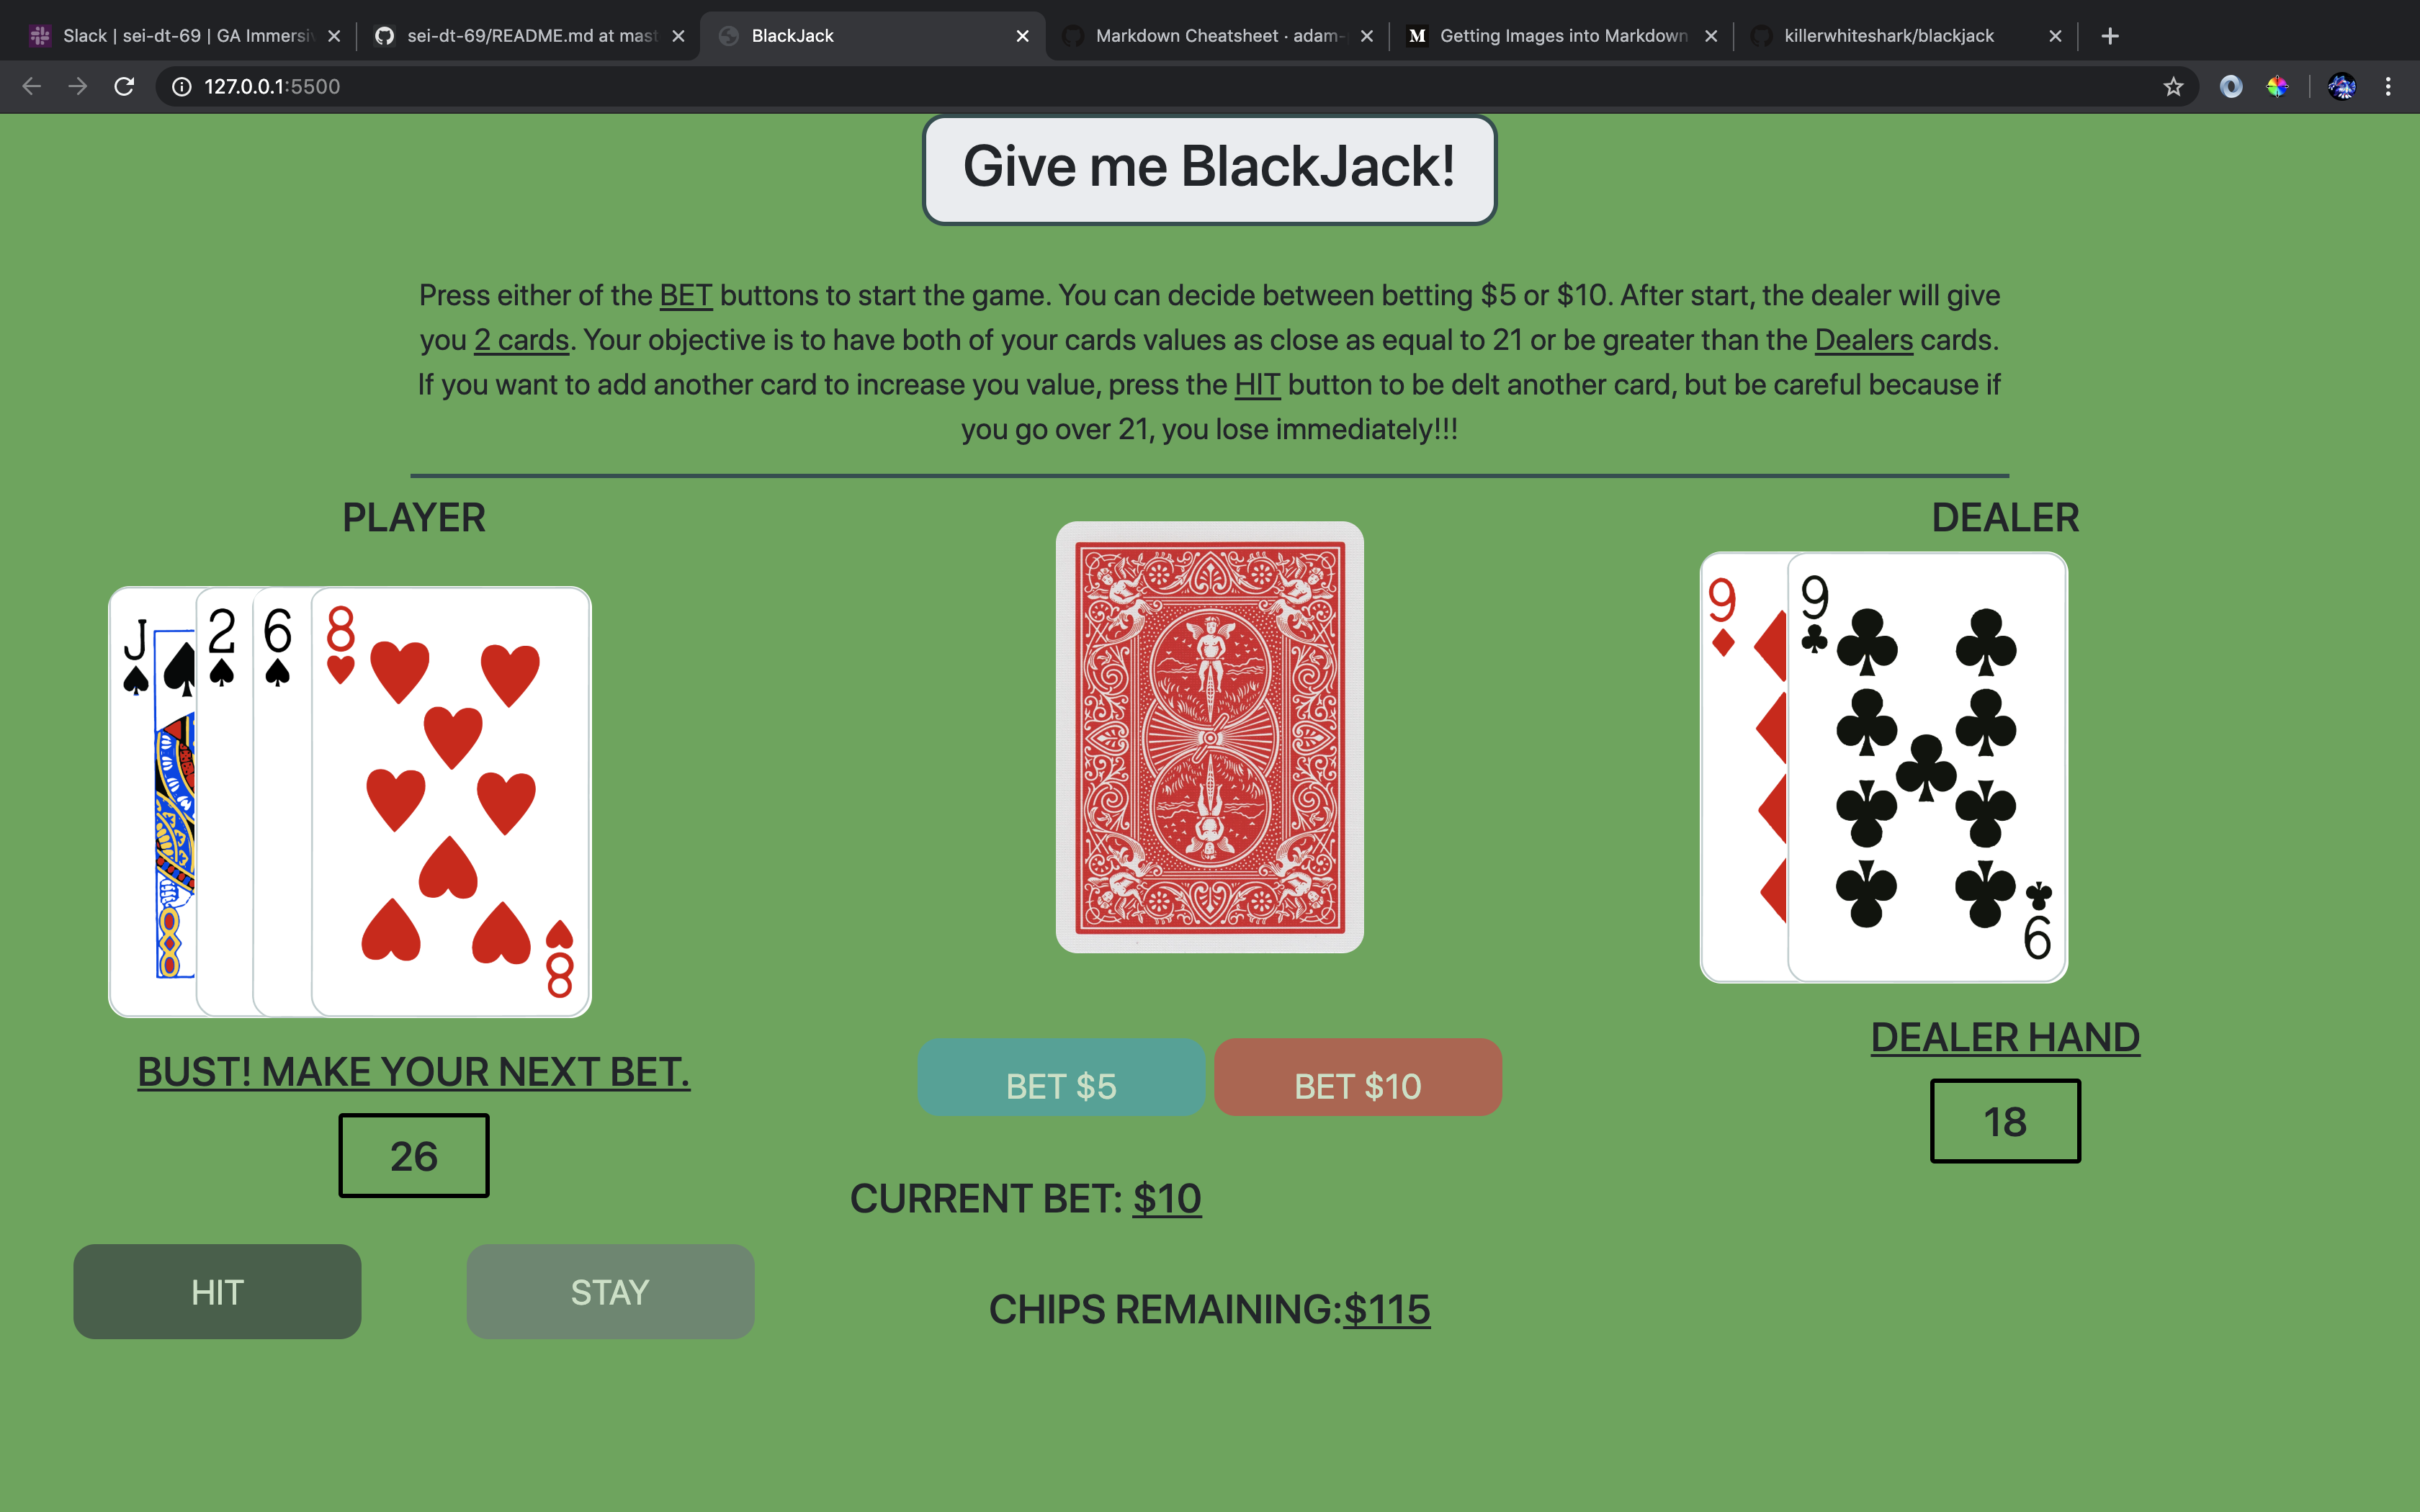 Slack | sei-dt-69 | GA Immersiv
sei-dt-69/README.md at mast
BlackJack
Markdown Cheatsheet · adam-
M Getting Images into Markdown
killerwhiteshark/blackjack
127.0.0.1:5500
Give me BlackJack!
Press either of the BET buttons to start the game. You can decide between betting $5 or $10. After start, the dealer will give
you 2 cards. Your objective is to have both of your cards values as close as equal to 21 or be greater than the Dealers cards.
If you want to add another card to increase you value, press the HIT button to be delt another card, but be careful because if
you go over 21, you lose immediately!!!
PLAYER
DEALER
J 2 6 8
8
9 9
9
BUST! MAKE YOUR NEXT BET.
26
HIT
STAY
BET $5
BET $10
CURRENT BET: $10
CHIPS REMAINING:$115
DEALER HAND
18